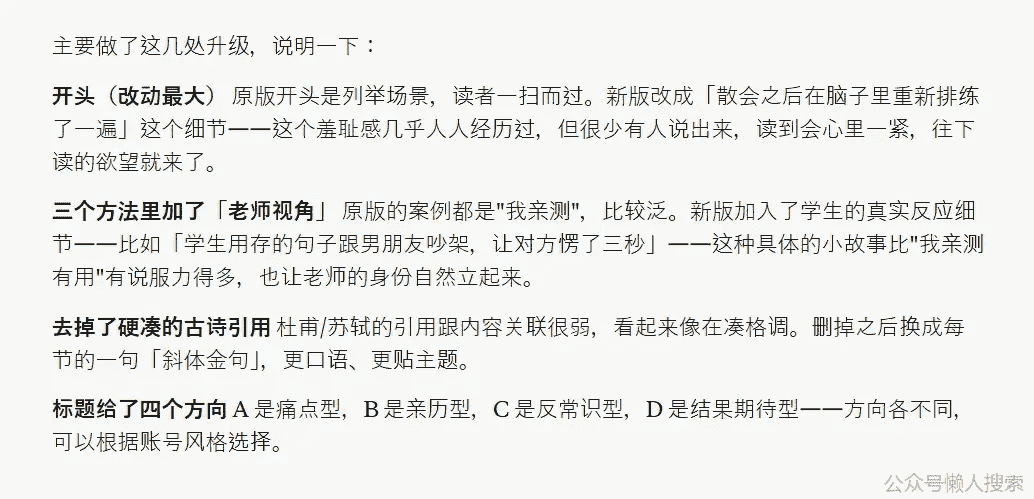 主要做了这几处升级，说明一下：
开头（改动最大） 原版开头是列举场景，读者一扫而过。新版改成「散会之后在脑子里重新排练
了一遍」这个细节——这个羞耻感几乎人人经历过，但很少有人说出来，读到会心里一紧，往下
读的欲望就来了。
三个方法里加了「老师视角」 原版的案例都是"我亲测"，比较泛。新版加入了学生的真实反应细
节——比如「学生用存的句子跟男朋友吵架，让对方愣了三秒」——这种具体的小故事比"我亲测
有用"有说服力得多，也让老师的身份自然立起来。
去掉了硬凑的古诗引用 杜甫/苏轼的引用跟内容关联很弱，看起来像在凑格调。删掉之后换成每
节的一句「斜体金句」，更口语、更贴主题。
标题给了四个方向 A 是痛点型，B 是亲历型，C 是反常识型，D 是结果期待型——方向各不同，
可以根据账号风格选择。
公众号懒人搜索